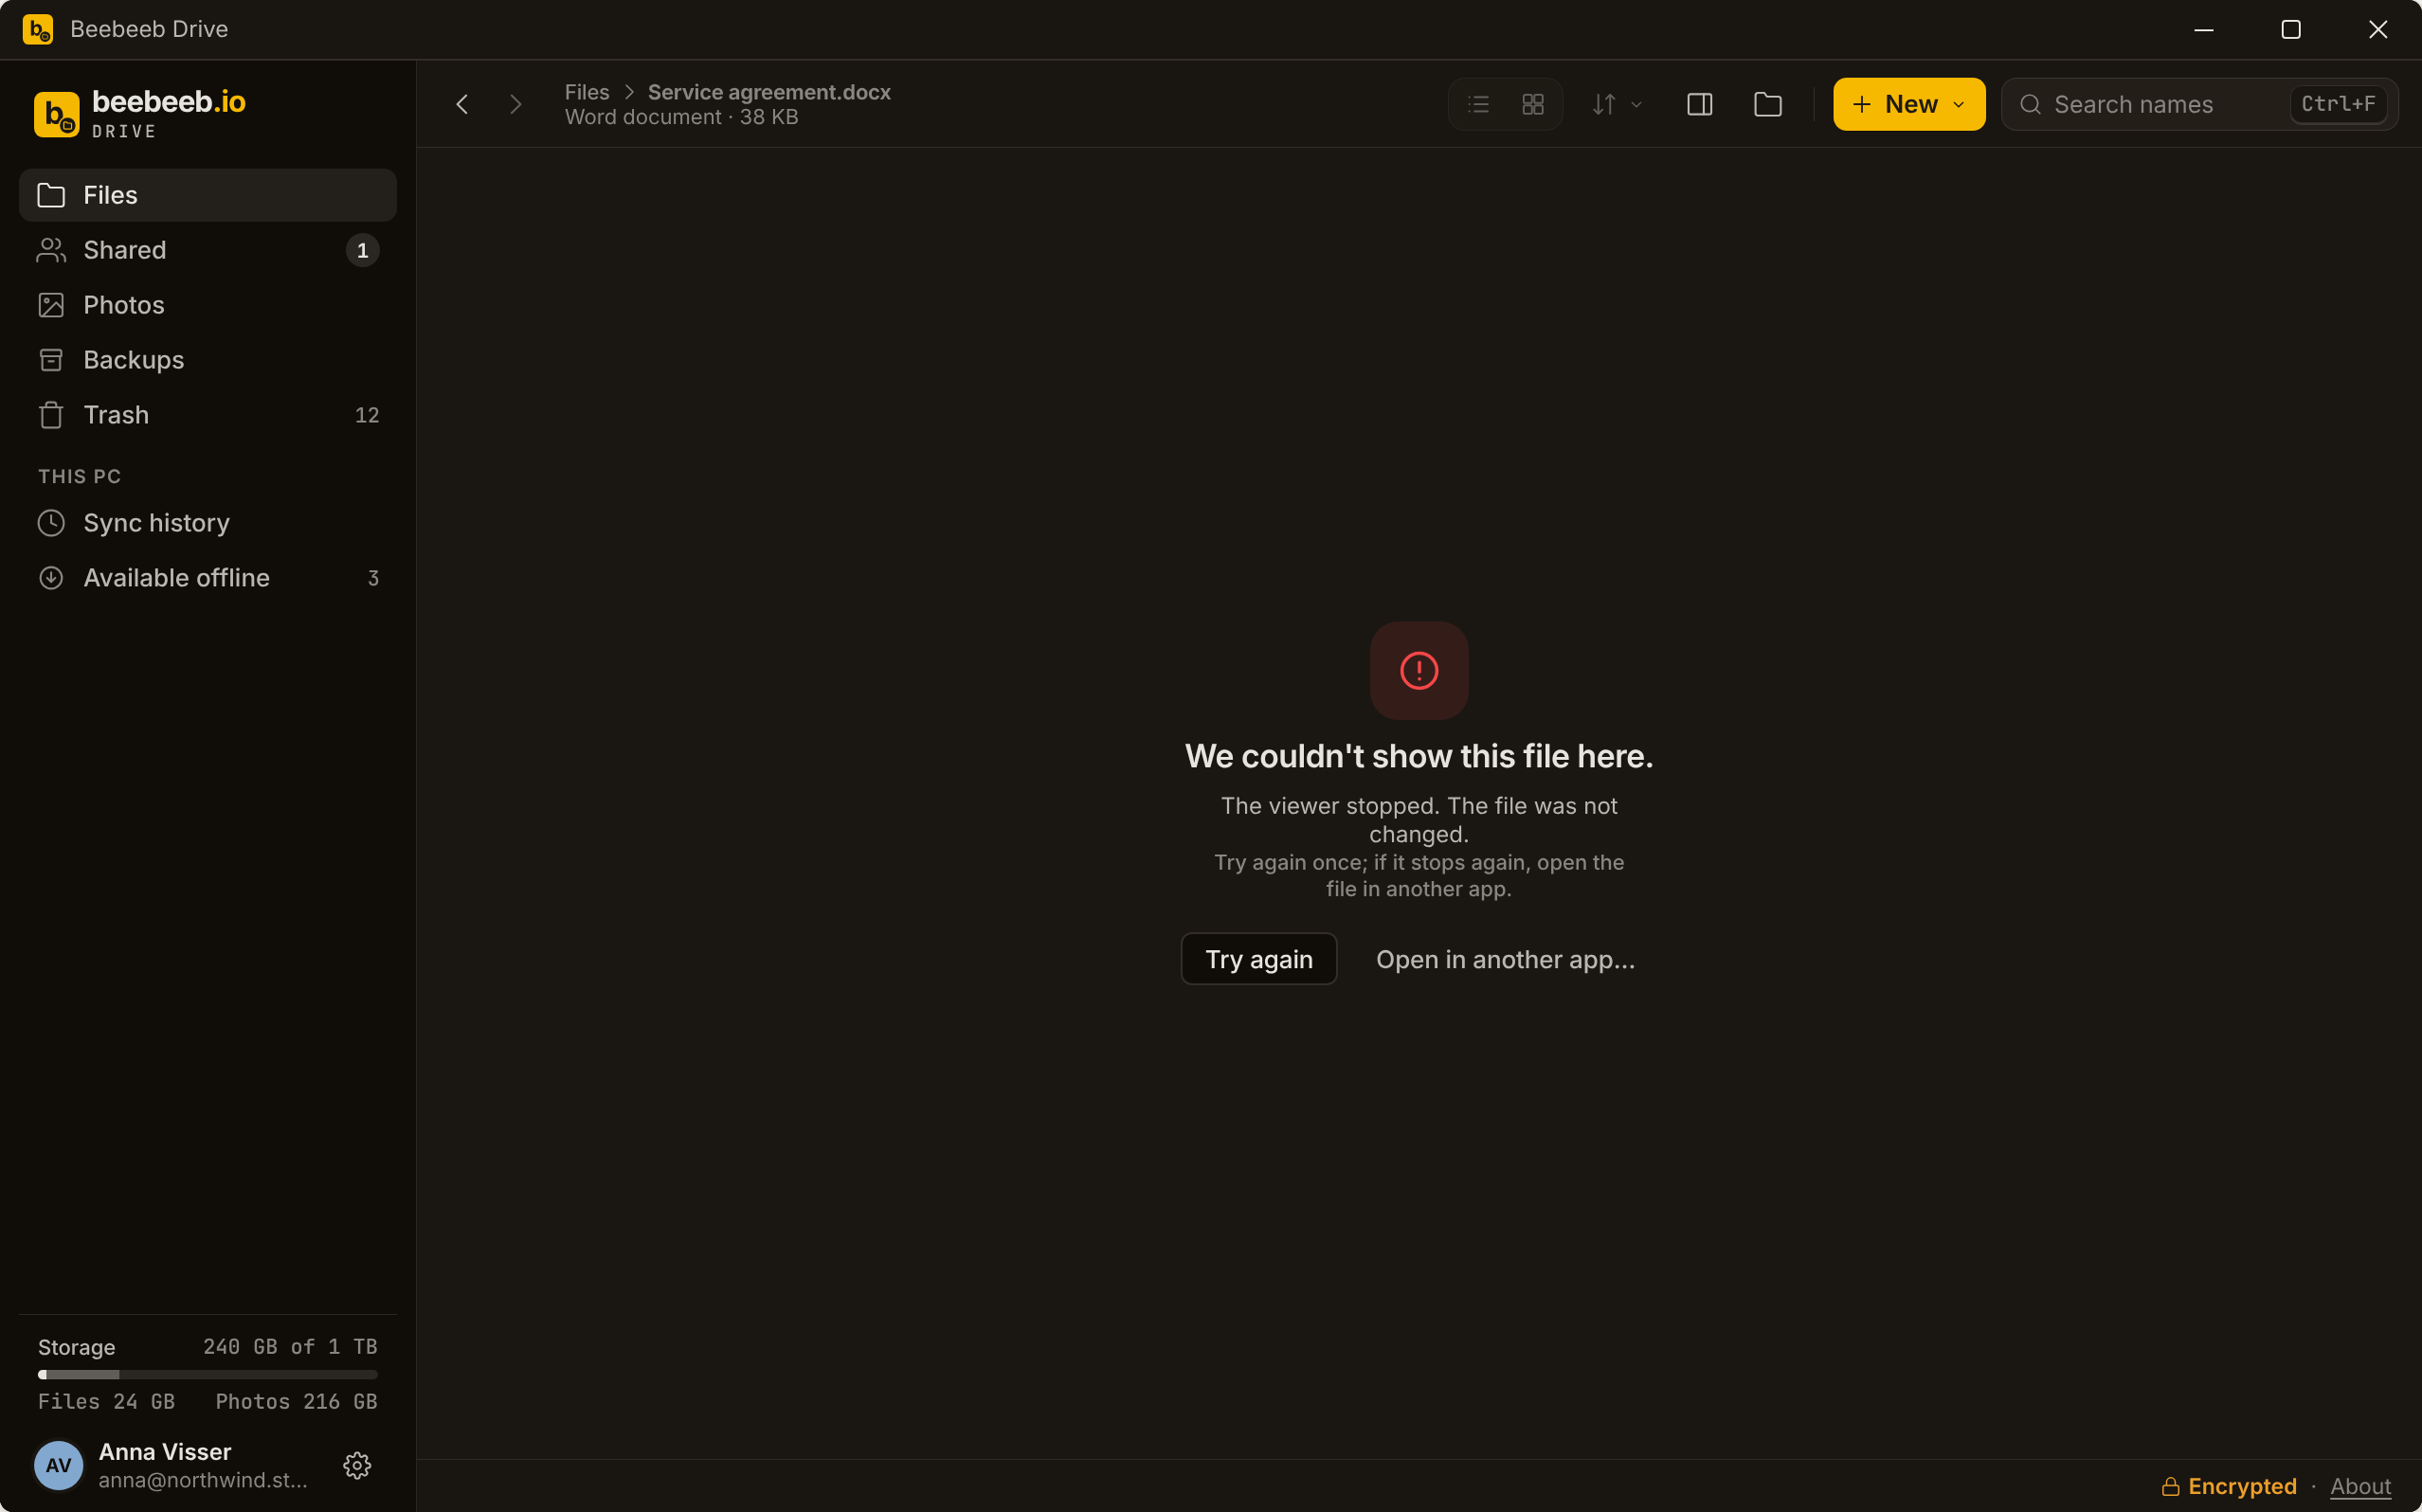 Beebeeb Drive
beebeeb.io
DRIVE
Files
Shared 1
Photos
Backups
Trash 12
THIS PC
Sync history
Available offline 3
Storage 240 GB of 1 TB
Files 24 GB Photos 216 GB
AV
Anna Visser
anna@northwind.st...
Files > Service agreement.docx
Word document · 38 KB
New
Search names Ctrl+F
We couldn't show this file here.
The viewer stopped. The file was not
changed.
Try again once; if it stops again, open the
file in another app.
Try again Open in another app...
Encrypted · About